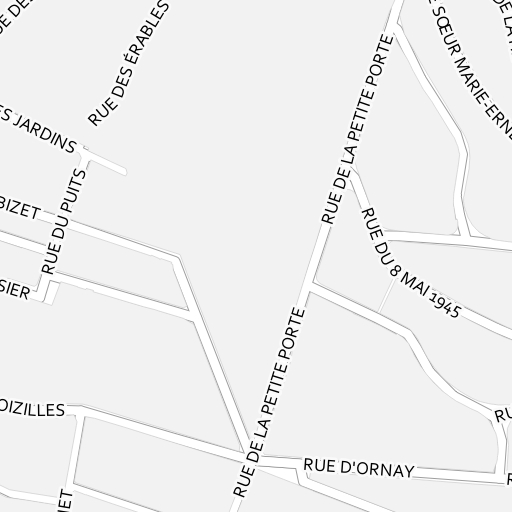 RUE DES ÉRABLES
SŒUR MARIE-ERNE
RUE DE LA PETITE PORTE
ES JARDINS
RUE DU PUITS
BIZET
RUE DU 8 MAI 1945
SIER
RUE DE LA PETITE PORTE
OIZILLES
RUE D'ORNAY